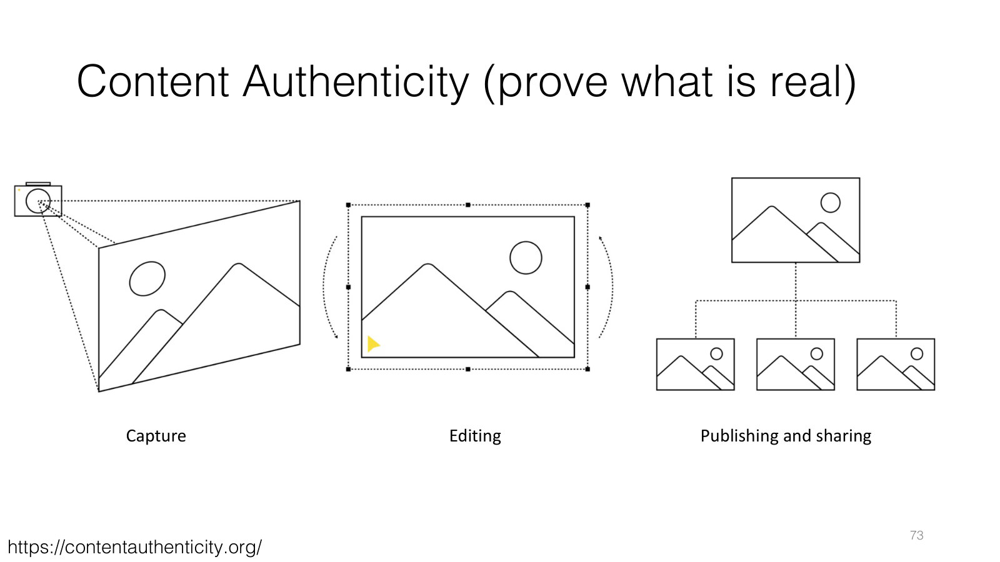 Content Authenticity (prove what is real)
Capture
Editing
Publishing and sharing
73
https://contentauthenticity.org/